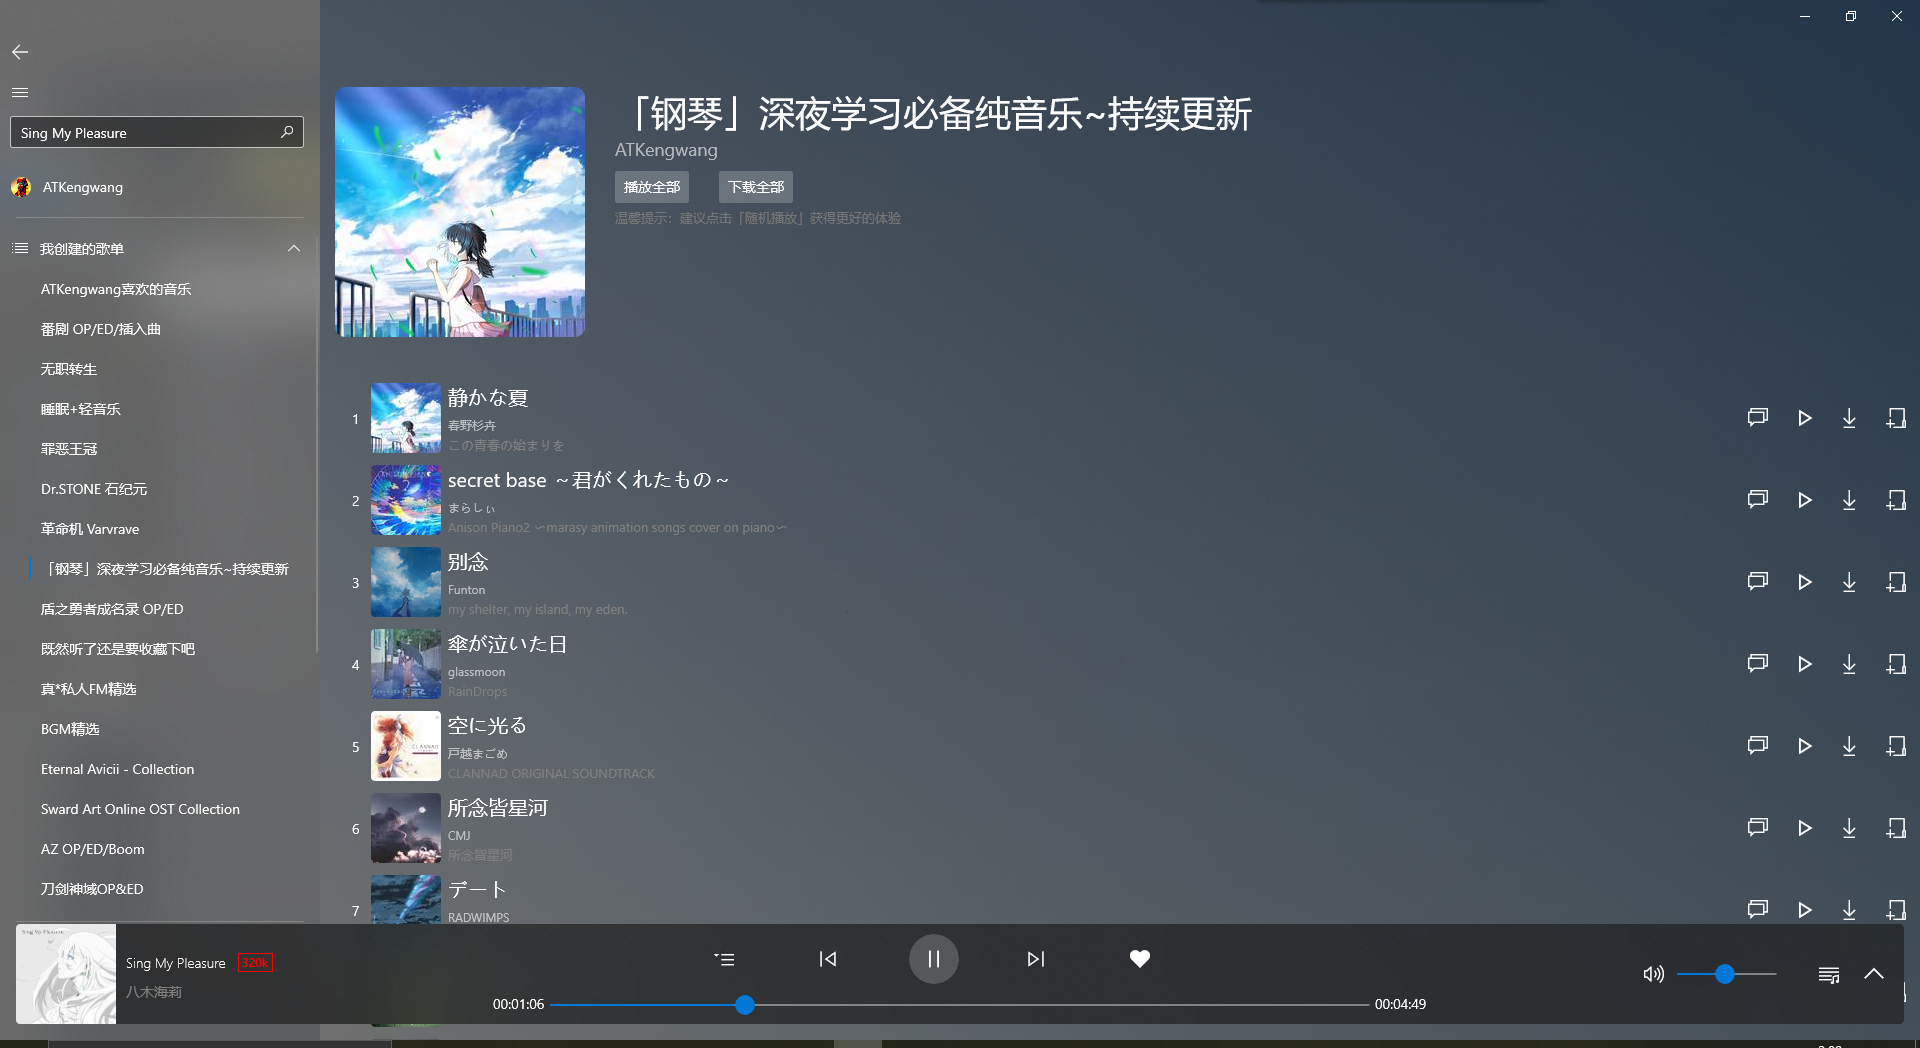 Sing My Pleasure
ATKengwang
我创建的歌单
ATKengwang喜欢的音乐
番剧 OP/ED/插入曲
无职转生
睡眠+轻音乐
罪恶王冠
Dr.STONE 石纪元
革命机 Varvrave
「钢琴」深夜学习必备纯音乐~持续更新
盾之勇者成名录 OP/ED
既然听了还是要收藏下吧
真*私人FM精选
BGM精选
Eternal Avicii - Collection
Sward Art Online OST Collection
AZ OP/ED/Boom
刀剑神域OP&ED
「钢琴」深夜学习必备纯音乐~持续更新
ATKengwang
播放全部 下载全部
温馨提示：建议点击「随机播放」获得更好的体验
1
静かな夏
春野杉卉
この青春の始まりを
2
secret base ～君がくれたもの～
まらしぃ
Anison Piano2 ～marasy animation songs cover on piano～
3
别念
Funton
my shelter, my island, my eden.
4
傘が泣いた日
glassmoon
RainDrops
5
空に光る
戸越まごめ
CLANNAD ORIGINAL SOUNDTRACK
6
所念皆星河
CMJ
所念皆星河
7
デート
RADWIMPS
Sing My Pleasure
Sing My Pleasure 320k
八木海莉
00:01:06
00:04:49